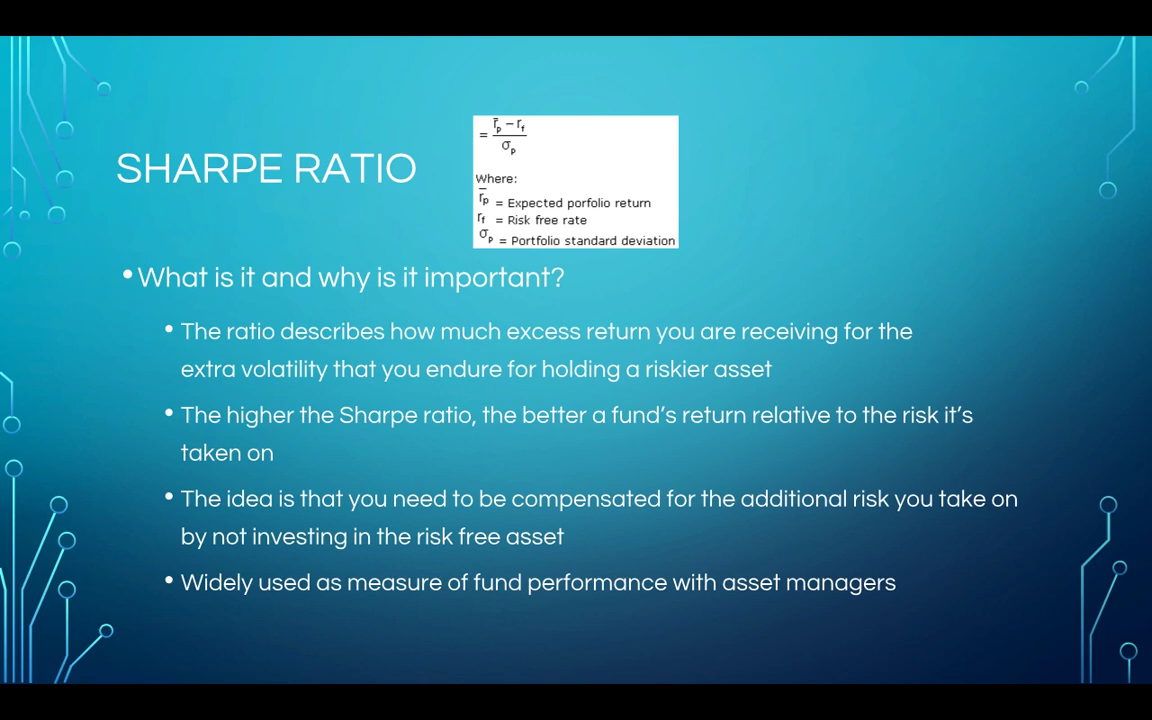 SHARPE RATIO
= r̄p − rf
σp
Where:
r̄p = Expected porfolio return
rf = Risk free rate
σp = Portfolio standard deviation
• What is it and why is it important?
• The ratio describes how much excess return you are receiving for the
extra volatility that you endure for holding a riskier asset
• The higher the Sharpe ratio, the better a fund’s return relative to the risk it’s
taken on
• The idea is that you need to be compensated for the additional risk you take on
by not investing in the risk free asset
• Widely used as measure of fund performance with asset managers